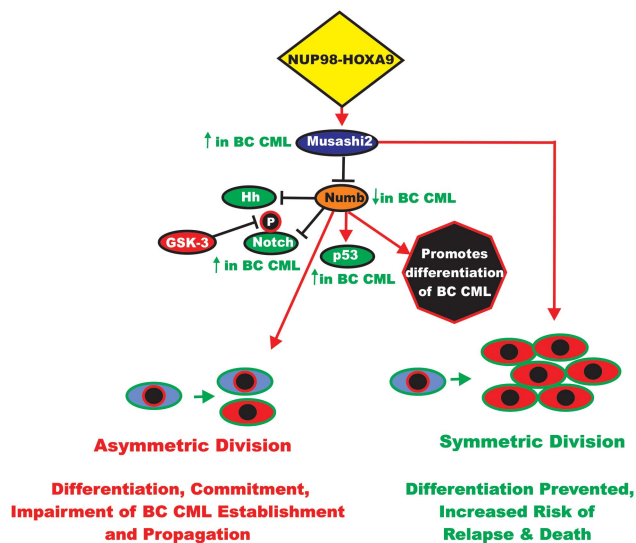 NUP98-HOXA9
↑ in BC CML
Musashi2
Hh
Numb
↓ in BC CML
P
GSK-3
Notch
↑ in BC CML
p53
↑ in BC CML
Promotes
differentiation
of BC CML
Asymmetric Division
Differentiation, Commitment,
Impairment of BC CML Establishment
and Propagation
Symmetric Division
Differentiation Prevented,
Increased Risk of
Relapse & Death